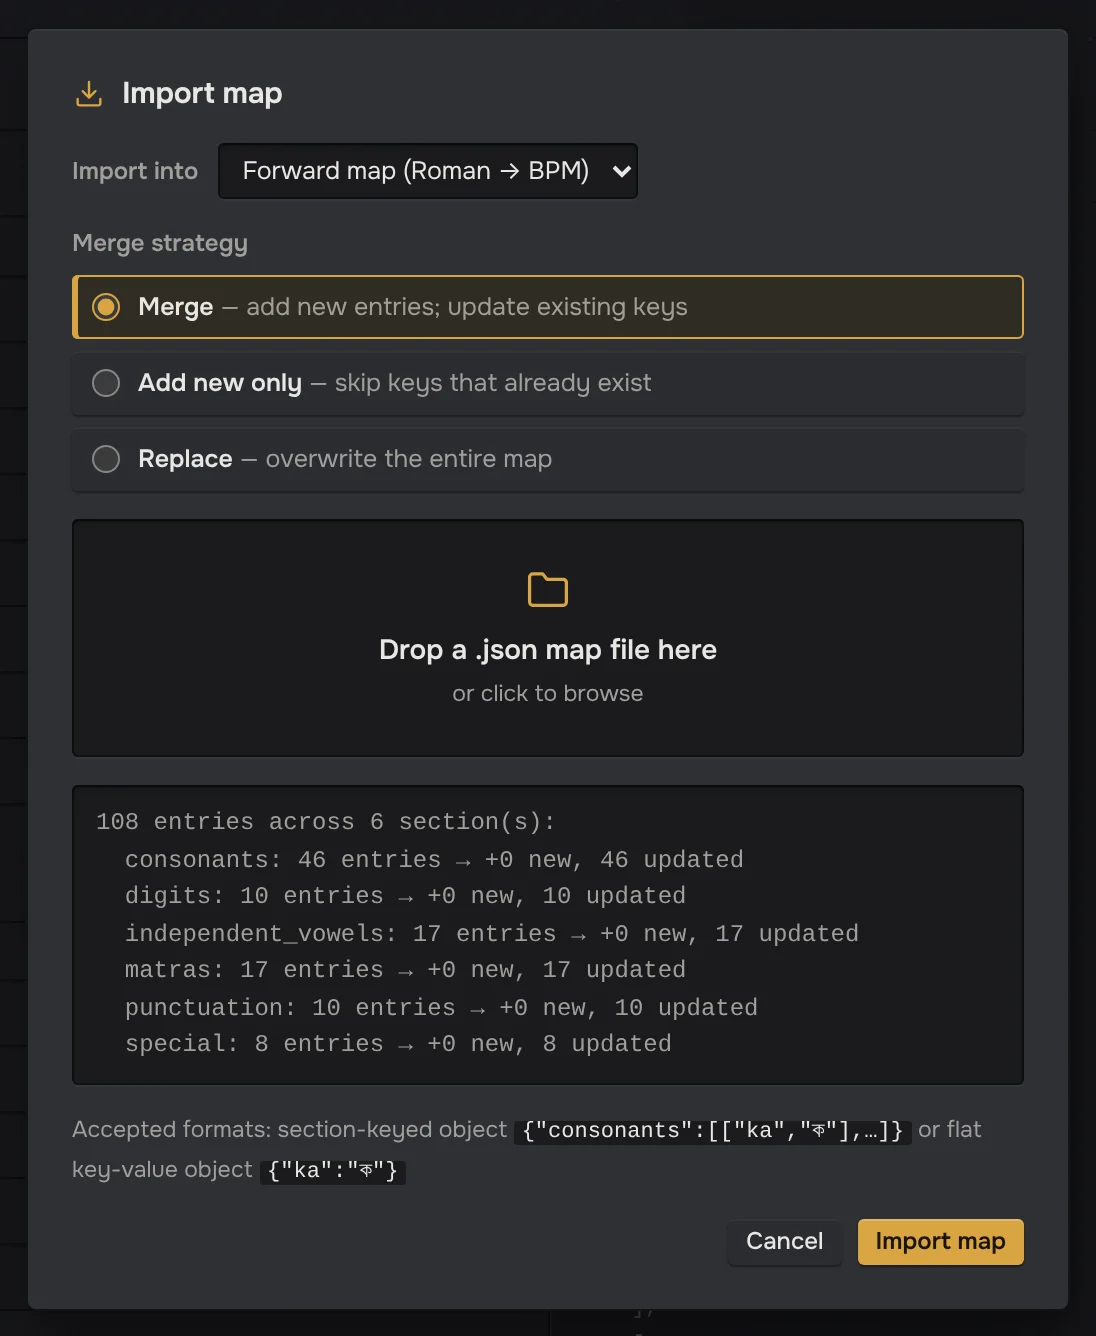 Import map
Import into Forward map (Roman → BPM)
Merge strategy
Merge — add new entries; update existing keys
Add new only — skip keys that already exist
Replace — overwrite the entire map
Drop a .json map file here
or click to browse
108 entries across 6 section(s):
consonants: 46 entries → +0 new, 46 updated
digits: 10 entries → +0 new, 10 updated
independent_vowels: 17 entries → +0 new, 17 updated
matras: 17 entries → +0 new, 17 updated
punctuation: 10 entries → +0 new, 10 updated
special: 8 entries → +0 new, 8 updated
Accepted formats: section-keyed object {"consonants":[["ka","ক"],…]} or flat
key-value object {"ka":"ক"}
Cancel Import map